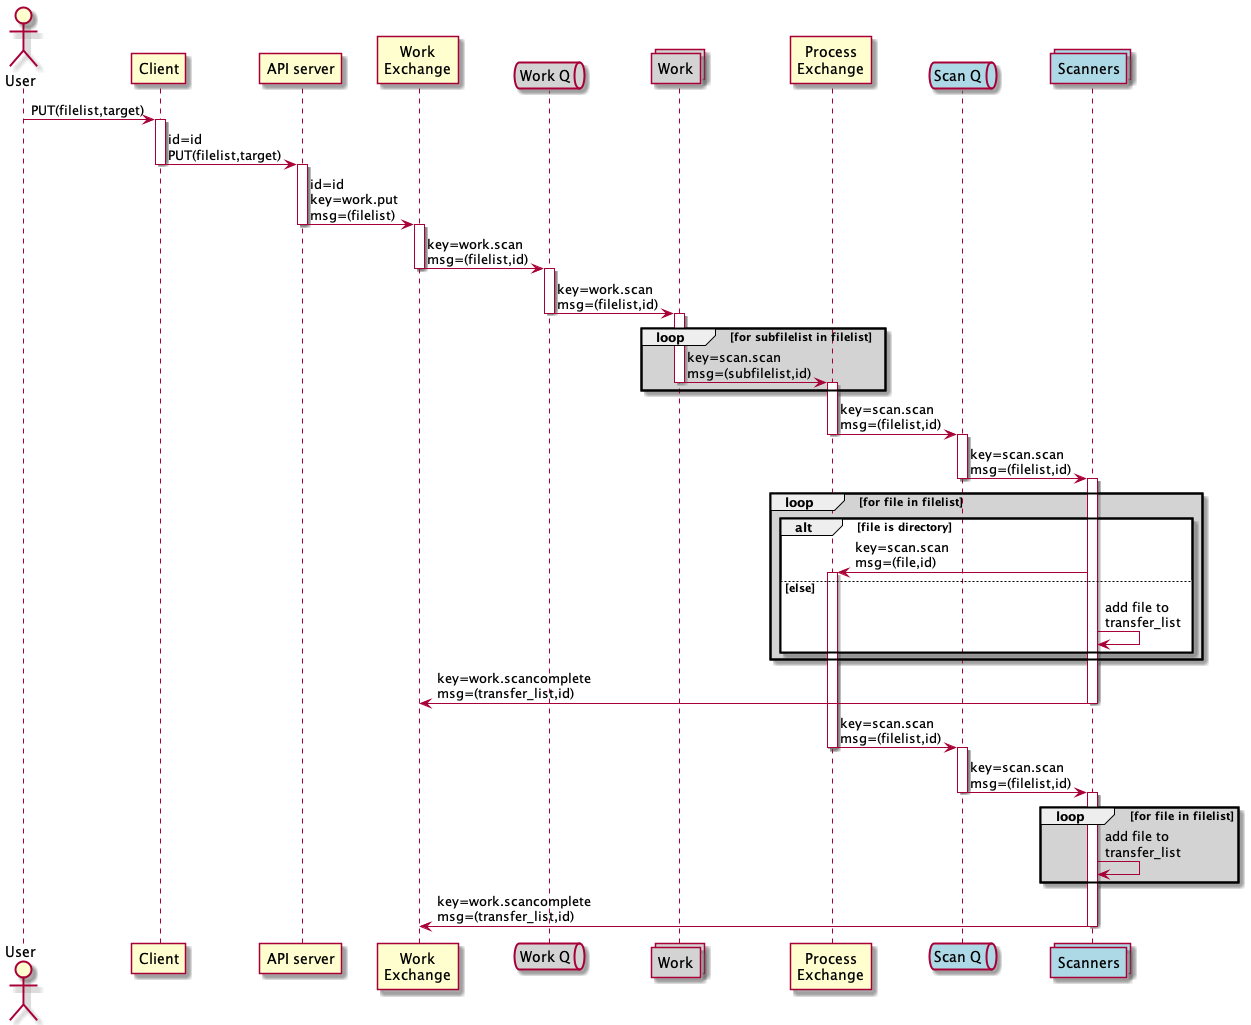 User
Client
API server
Work
Exchange
Work Q
Work
Process
Exchange
Scan Q
Scanners
PUT(filelist,target)
id=id
PUT(filelist,target)
id=id
key=work.put
msg=(filelist)
key=work.scan
msg=(filelist,id)
key=work.scan
msg=(filelist,id)
loop
[for subfilelist in filelist]
key=scan.scan
msg=(subfilelist,id)
key=scan.scan
msg=(filelist,id)
key=scan.scan
msg=(filelist,id)
loop
[for file in filelist]
alt
[file is directory]
key=scan.scan
msg=(file,id)
[else]
add file to
transfer_list
key=work.scancomplete
msg=(transfer_list,id)
key=scan.scan
msg=(filelist,id)
key=scan.scan
msg=(filelist,id)
loop
[for file in filelist]
add file to
transfer_list
key=work.scancomplete
msg=(transfer_list,id)
User
Client
API server
Work
Exchange
Work Q
Work
Process
Exchange
Scan Q
Scanners